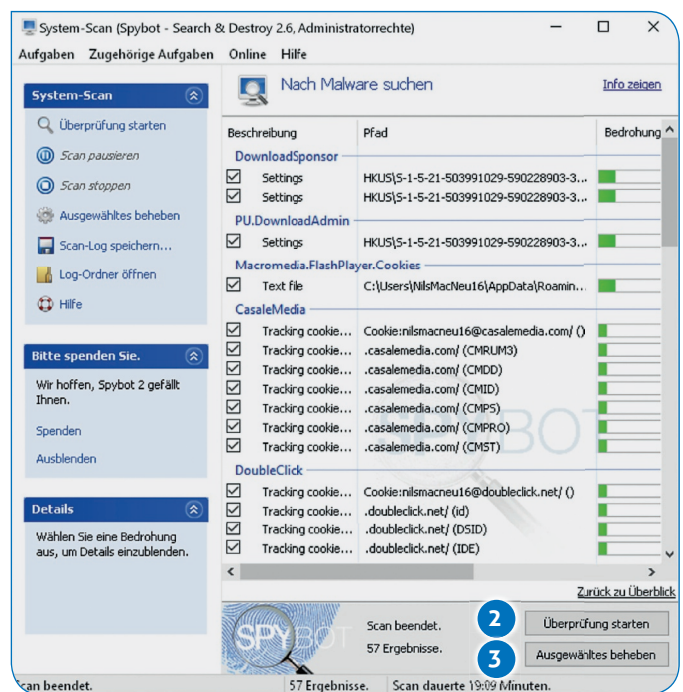 System-Scan (Spybot - Search & Destroy 2.6, Administratorrechte)
Aufgaben Zugehörige Aufgaben Online Hilfe
System-Scan
Überprüfung starten
Scan pausieren
Scan stoppen
Ausgewähltes beheben
Scan-Log speichern...
Log-Ordner öffnen
Hilfe
Bitte spenden Sie.
Wir hoffen, Spybot 2 gefällt
Ihnen.
Spenden
Ausblenden
Details
Wählen Sie eine Bedrohung
aus, um Details einzublenden.
Nach Malware suchen
Info zeigen
Beschreibung Pfad Bedrohung
DownloadSponsor
Settings HKUS\S-1-5-21-503991029-590228903-3...
Settings HKUS\S-1-5-21-503991029-590228903-3...
PU.DownloadAdmin
Settings HKUS\S-1-5-21-503991029-590228903-3...
Macromedia.FlashPlayer.Cookies
Text file C:\Users\NilsMacNeu16\AppData\Roamin...
CasaleMedia
Tracking cookie... Cookie:nilsmacneu16@casalemedia.com/ ()
Tracking cookie... .casalemedia.com/ (CMRUM3)
Tracking cookie... .casalemedia.com/ (CMDD)
Tracking cookie... .casalemedia.com/ (CMID)
Tracking cookie... .casalemedia.com/ (CMPS)
Tracking cookie... .casalemedia.com/ (CMPRO)
Tracking cookie... .casalemedia.com/ (CMST)
SPYBOT
DoubleClick
Tracking cookie... Cookie:nilsmacneu16@doubleclick.net/ ()
Tracking cookie... .doubleclick.net/ (id)
Tracking cookie... .doubleclick.net/ (DSID)
Tracking cookie... .doubleclick.net/ (IDE)
Zurück zu Überblick
SPYBOT
Scan beendet.
57 Ergebnisse.
2 Überprüfung starten
3 Ausgewähltes beheben
Scan beendet. 57 Ergebnisse. Scan dauerte 19:09 Minuten.